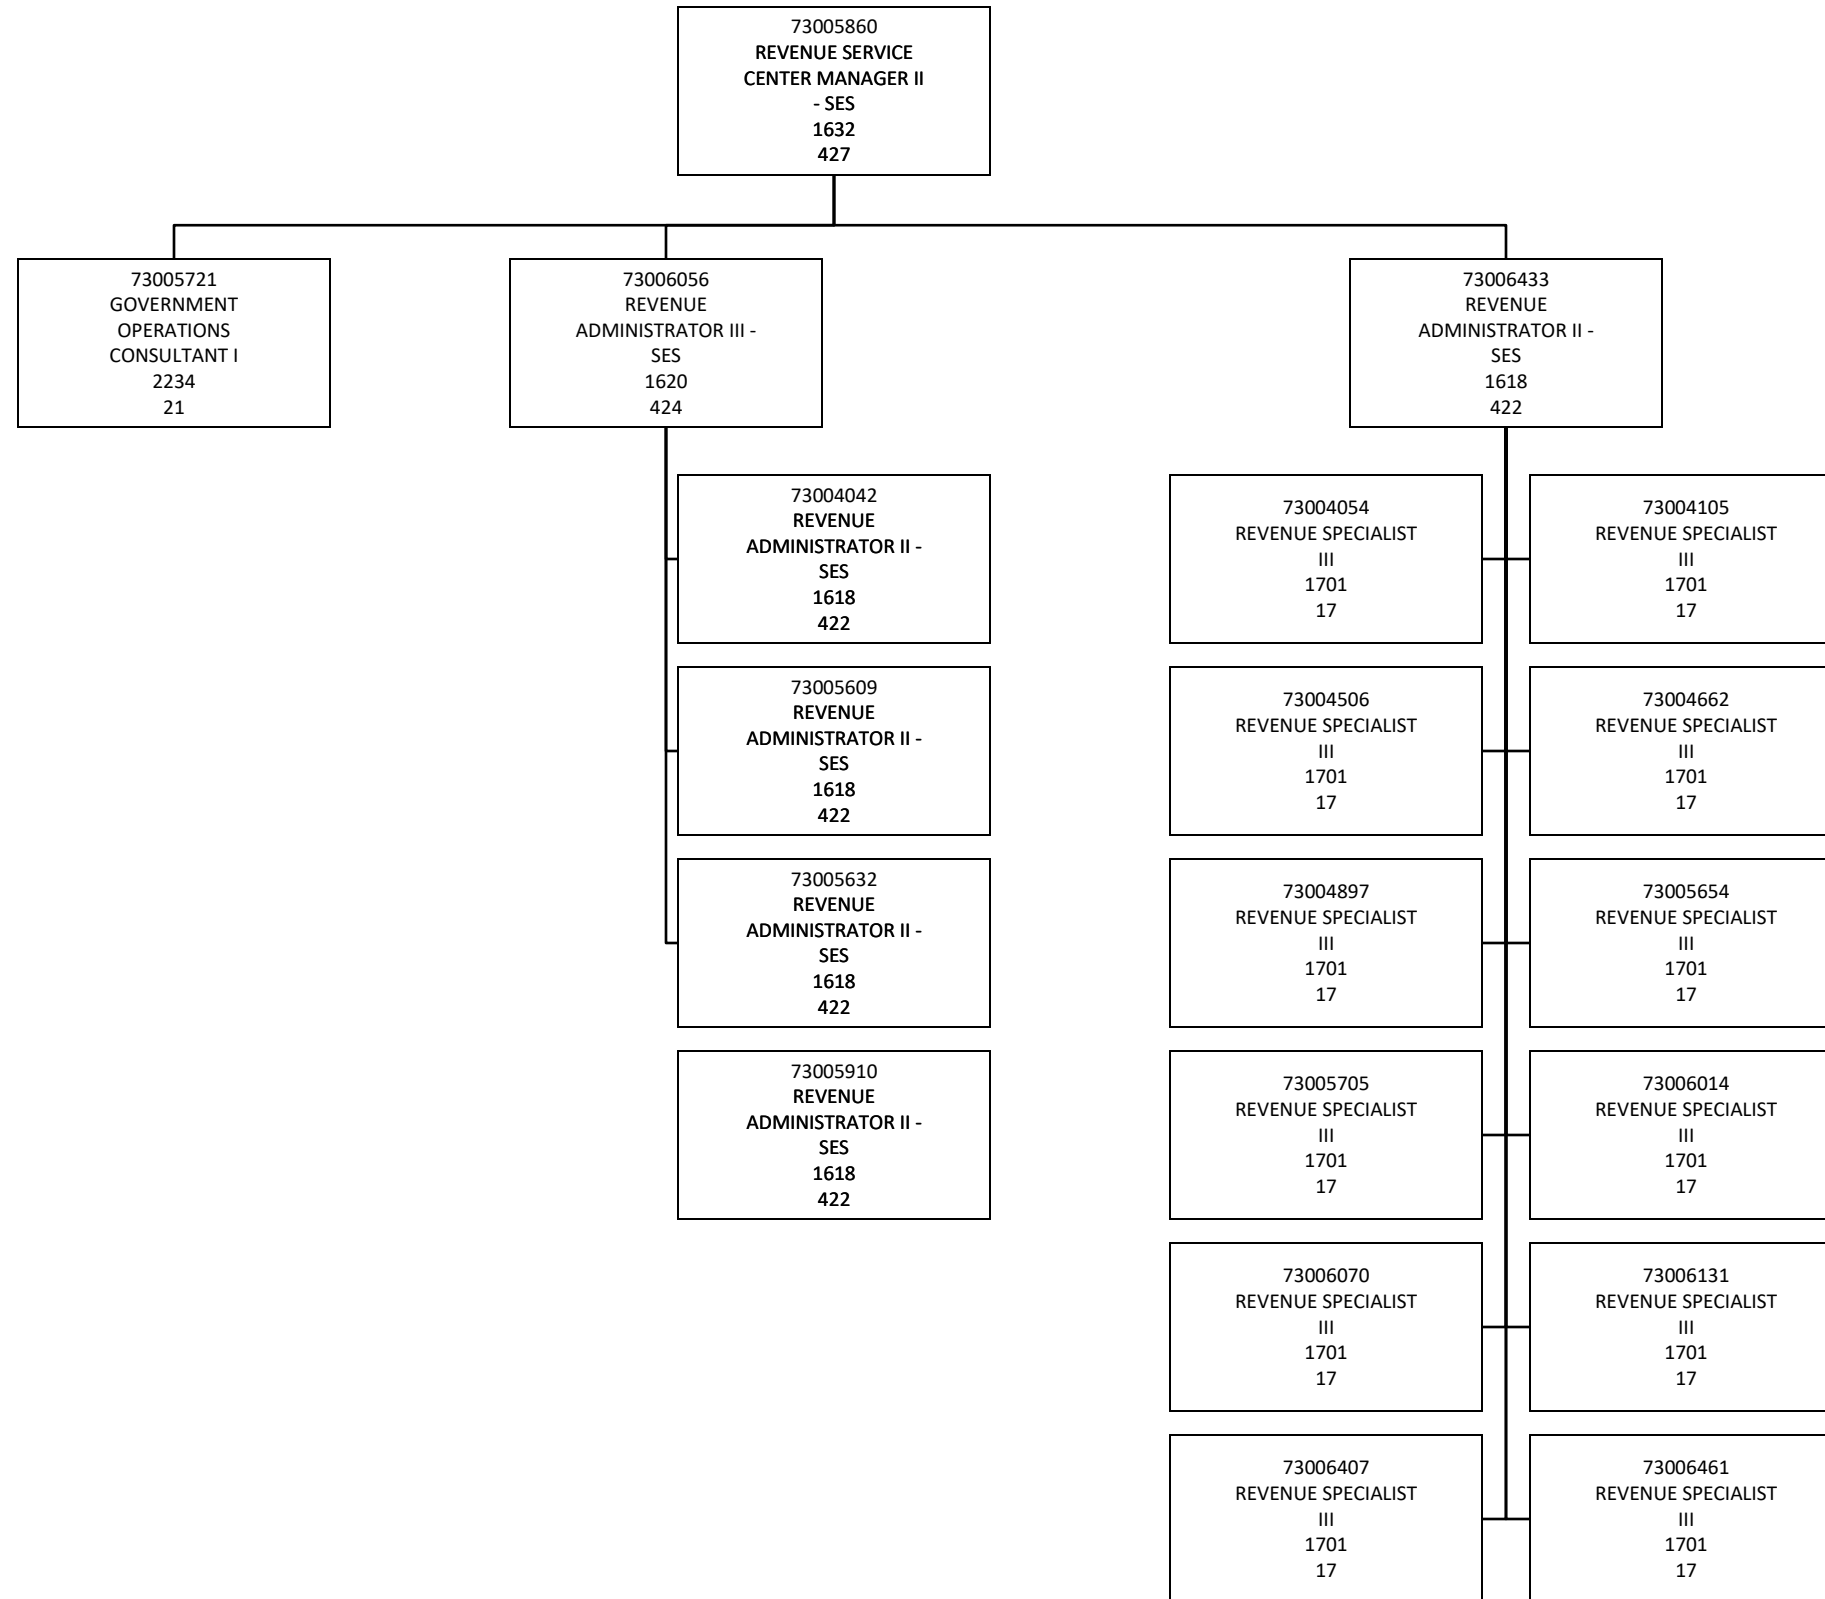 73005860
REVENUE SERVICE
CENTER MANAGER II
- SES
1632
427
73005721
GOVERNMENT
OPERATIONS
CONSULTANT I
2234
21
73006056
REVENUE
ADMINISTRATOR III -
SES
1620
424
73006433
REVENUE
ADMINISTRATOR II -
SES
1618
422
73004042
REVENUE
ADMINISTRATOR II -
SES
1618
422
73005609
REVENUE
ADMINISTRATOR II -
SES
1618
422
73005632
REVENUE
ADMINISTRATOR II -
SES
1618
422
73005910
REVENUE
ADMINISTRATOR II -
SES
1618
422
73004054
REVENUE SPECIALIST
III
1701
17
73004105
REVENUE SPECIALIST
III
1701
17
73004506
REVENUE SPECIALIST
III
1701
17
73004662
REVENUE SPECIALIST
III
1701
17
73004897
REVENUE SPECIALIST
III
1701
17
73005654
REVENUE SPECIALIST
III
1701
17
73005705
REVENUE SPECIALIST
III
1701
17
73006014
REVENUE SPECIALIST
III
1701
17
73006070
REVENUE SPECIALIST
III
1701
17
73006131
REVENUE SPECIALIST
III
1701
17
73006407
REVENUE SPECIALIST
III
1701
17
73006461
REVENUE SPECIALIST
III
1701
17